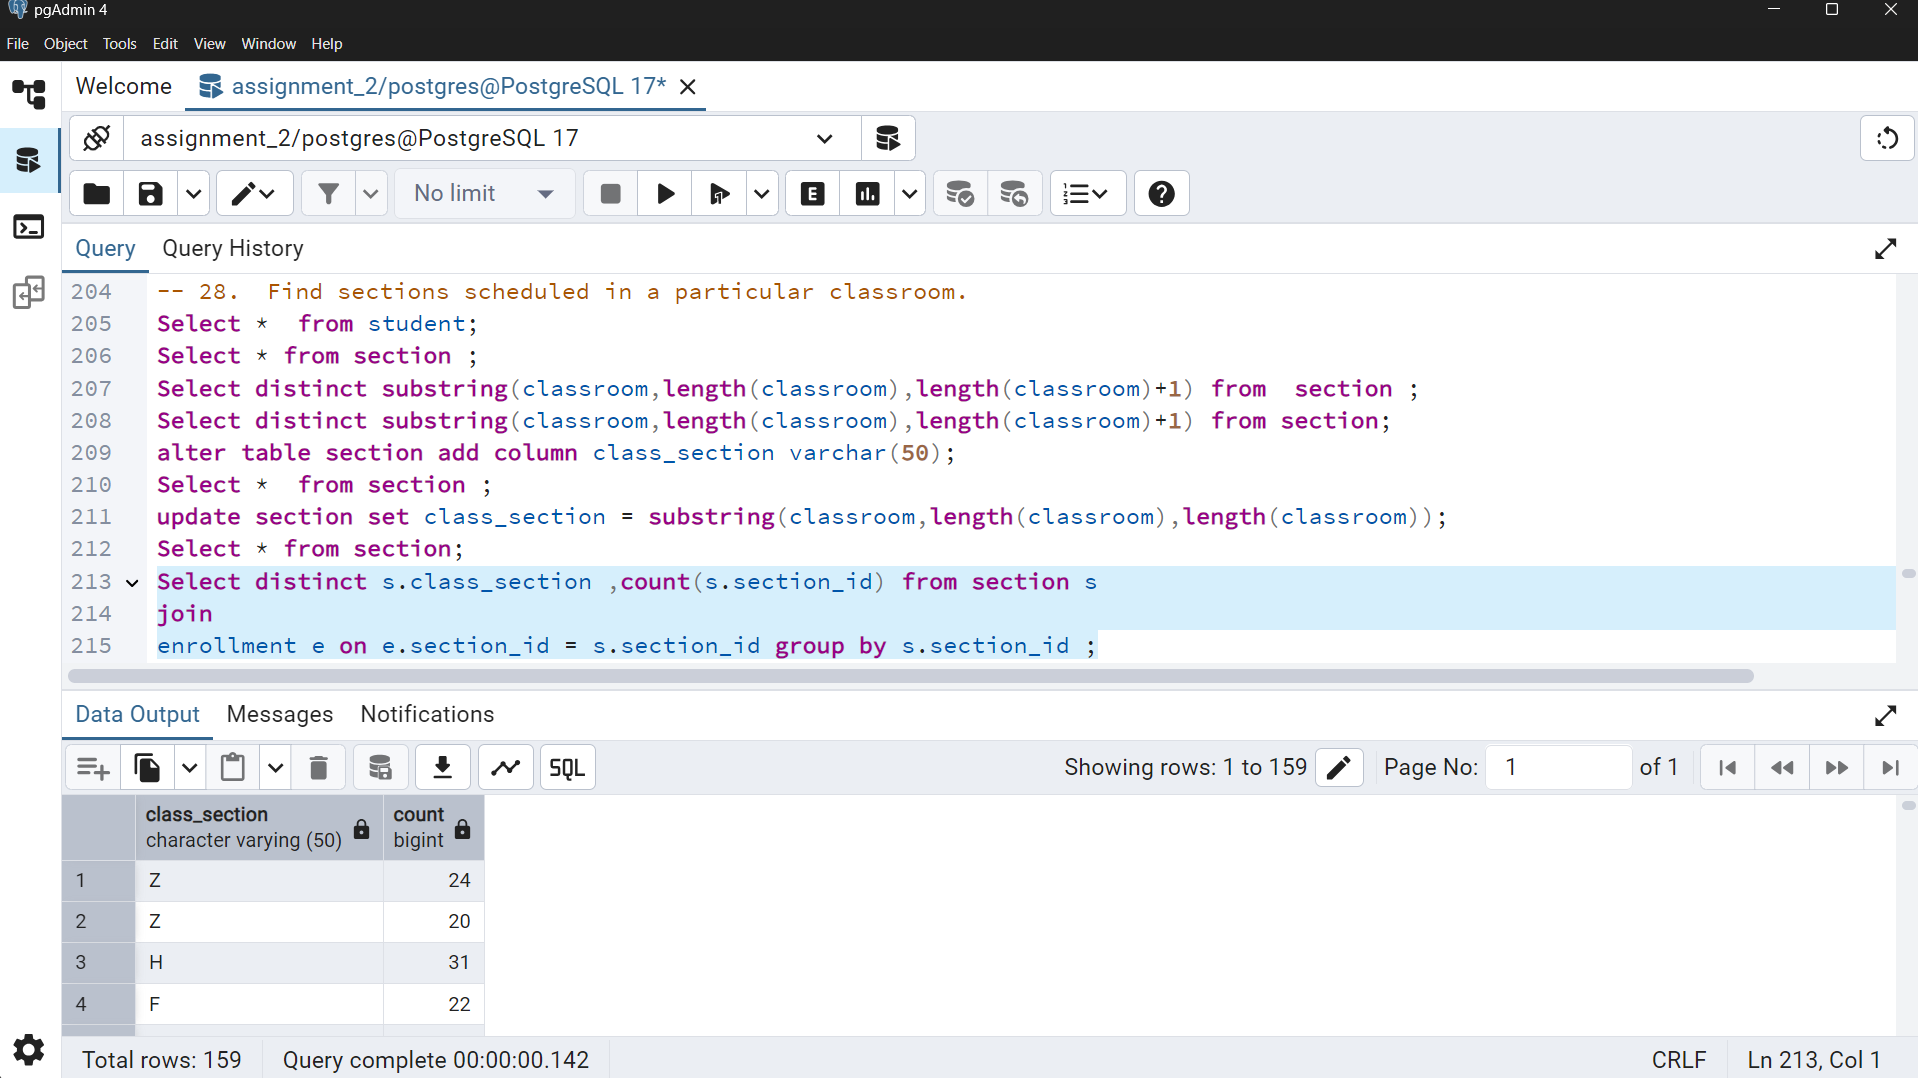 pgAdmin 4
File Object Tools Edit View Window Help
Welcome assignment_2/postgres@PostgreSQL 17*
assignment_2/postgres@PostgreSQL 17
No limit
E
Query Query History
204 -- 28.  Find sections scheduled in a particular classroom.
205 Select *  from student;
206 Select * from section ;
207 Select distinct substring(classroom,length(classroom),length(classroom)+1) from  section ;
208 Select distinct substring(classroom,length(classroom),length(classroom)+1) from section;
209 alter table section add column class_section varchar(50);
210 Select *  from section ;
211 update section set class_section = substring(classroom,length(classroom),length(classroom));
212 Select * from section;
213 Select distinct s.class_section ,count(s.section_id) from section s
214 join
215 enrollment e on e.section_id = s.section_id group by s.section_id ;
Data Output Messages Notifications
SQL Showing rows: 1 to 159 Page No: 1 of 1
class_section count
character varying (50) bigint
1 Z 24
2 Z 20
3 H 31
4 F 22
Total rows: 159 Query complete 00:00:00.142 CRLF Ln 213, Col 1